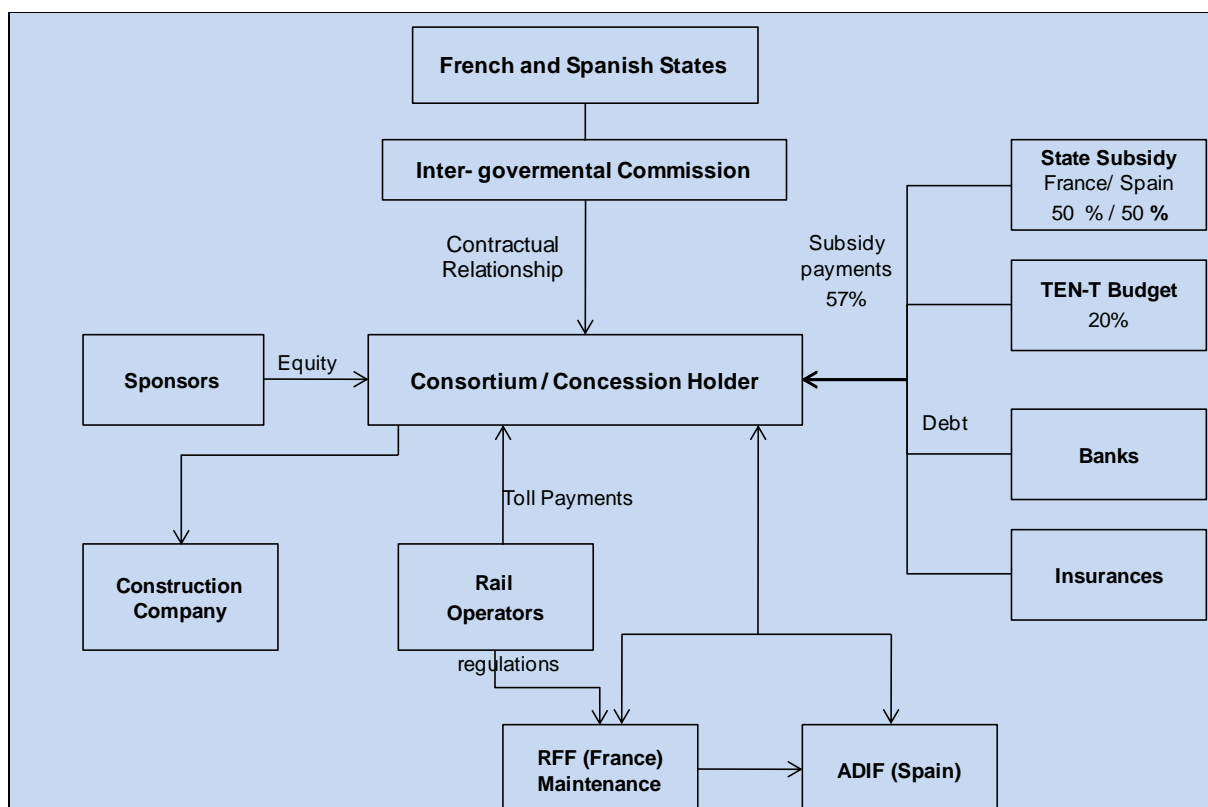 French and Spanish States
Inter- govermental Commission
State Subsidy
France/ Spain
50 % / 50 %
Contractual
Relationship
Subsidy
payments
57%
TEN-T Budget
20%
Sponsors
Equity
Consortium / Concession Holder
Debt
Banks
Toll Payments
Construction
Company
Rail
Operators
Insurances
regulations
RFF (France)
Maintenance
ADIF (Spain)